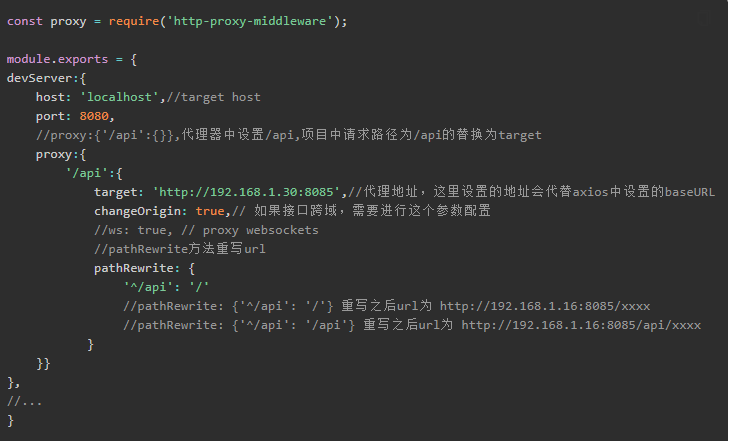 const proxy = require('http-proxy-middleware');
module.exports = {
devServer:{
host: 'localhost',//target host
port: 8080,
//proxy:{'/api':{}},代理器中设置/api,项目中请求路径为/api的替换为target
proxy:{
'/api':{
target: 'http://192.168.1.30:8085',//代理地址，这里设置的地址会代替axios中设置的baseURL
changeOrigin: true,// 如果接口跨域，需要进行这个参数配置
//ws: true, // proxy websockets
//pathRewrite方法重写url
pathRewrite: {
'^/api': '/'
//pathRewrite: {'^/api': '/'} 重写之后url为 http://192.168.1.16:8085/xxxx
//pathRewrite: {'^/api': '/api'} 重写之后url为 http://192.168.1.16:8085/api/xxxx
}
}}
},
//...
}